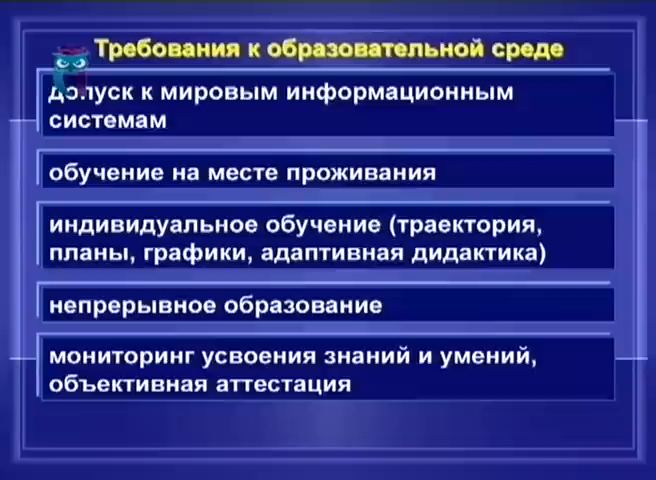 Требования к образовательной среде
допуск к мировым информационным
системам
обучение на месте проживания
индивидуальное обучение (траектория,
планы, графики, адаптивная дидактика)
непрерывное образование
мониторинг усвоения знаний и умений,
объективная аттестация